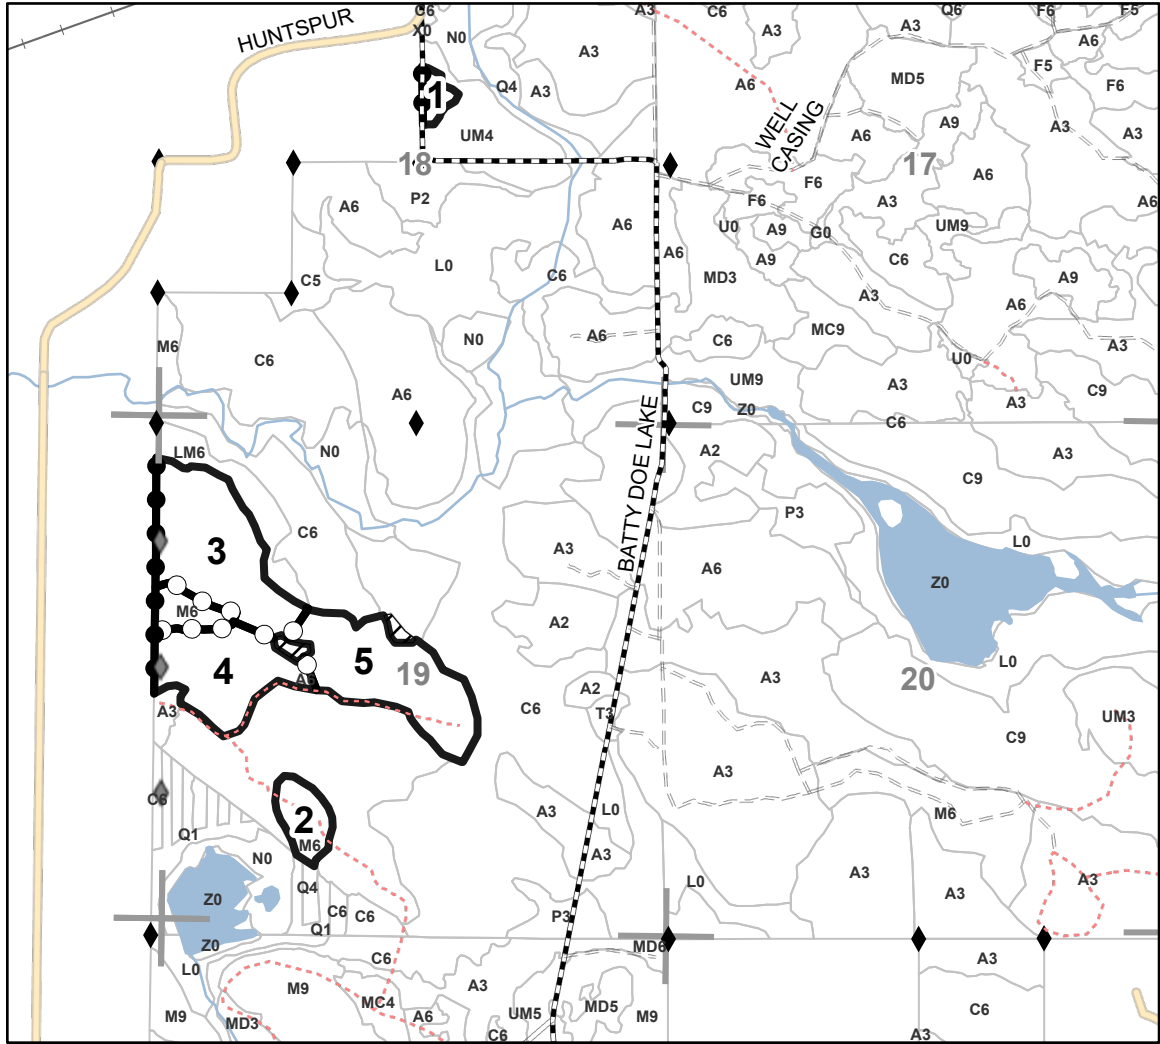 C6 A3 C6 Q6 F6 F5
HUNTSPUR X0 N0 A3 A3 A3 A6
F5
Q4 A3 A6 MD5 F6
1
UM4 WELL CASING A6 A9 A3 A3
18 17
P2 F6 A6
A6 A6 F6 A3 A6
U0 A9 G0 UM9
L0 A6 A9 C6
C5 C6 MD3 A9
A3 A6
M6 C6 N0 A6 C6 MC9 U0 A3
A6 UM9 A3 C9
C9 Z0 A3
C6
BATTY DOE LAKE
LM6 N0 A2 A3
C9
P3
3 C6 A3 L0
A6 Z0
M6 A2
4 5 19 L0
A6 A2 A3 20
A3 C6 T3 UM3
C9
A3
C6 A3 L0 M6
2
Q1 M6
N0 A3 A3 A3
Z0 Q4 L0 A3
C6 C6 P3
Q1
Z0 MD6
L0 C6 A3
M9 A3
M9 MC4 A6 UM5 MD5 M9 C6
MD3 C6 A3